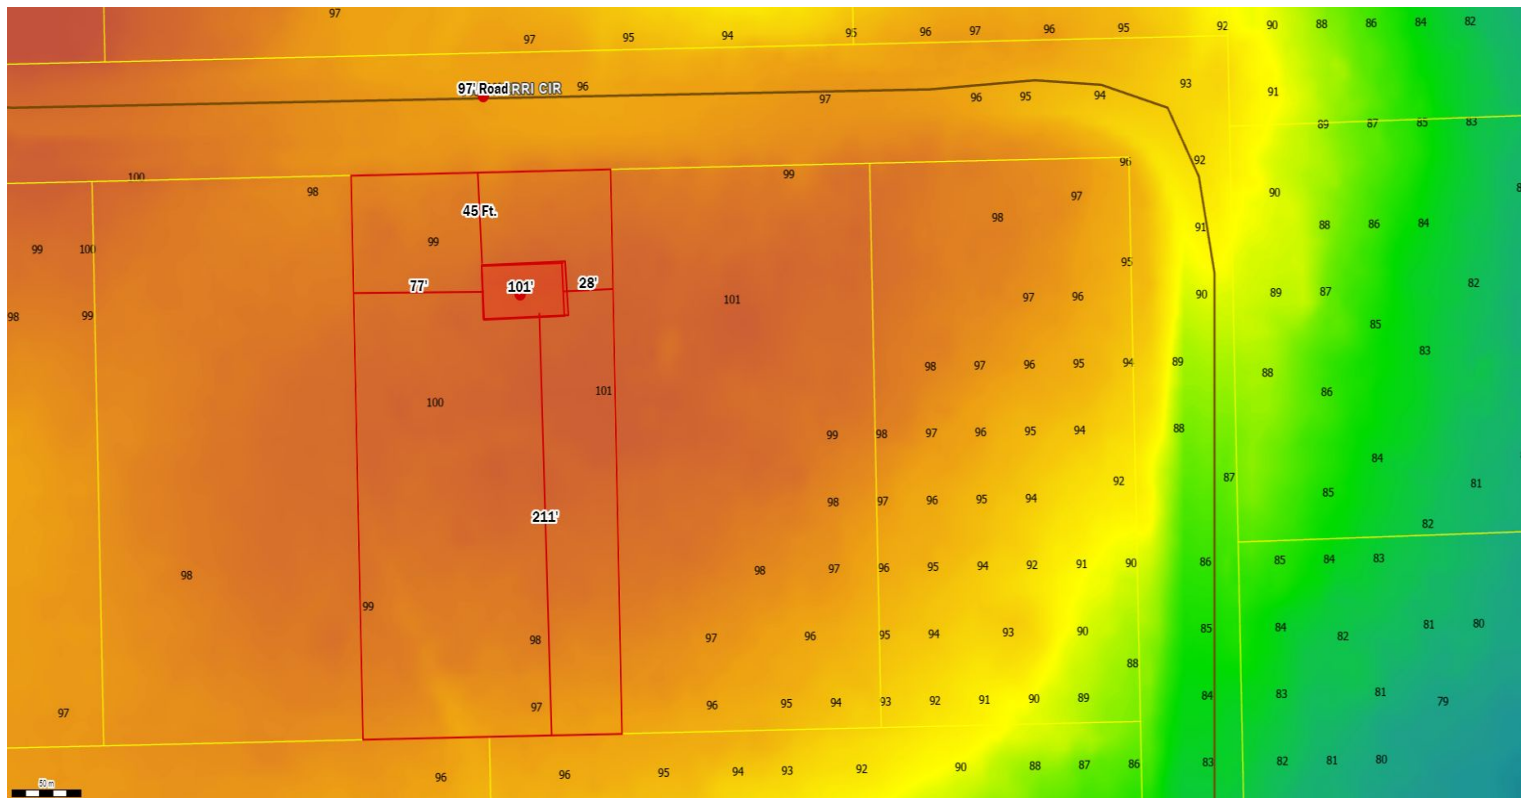 97
97 95 94 95 96 97 96 95 92 90 88 86 84 82
97' Road RRI CIR 96
97 96 95 94 93 91
89 87 85 83
100 98 99 96 92
97 90
45 Ft. 98 91 88 86 84
99 100 99 95
77' 101' 28' 101 97 96 90 89 87 82
98 99 85
98 97 96 95 94 89 83
100 101 88 86
99 98 97 96 95 94 88
84
92 87 81
98 97 96 95 94 85
211' 82
98 98 97 96 95 94 92 91 90 86 85 84 83
99
98 97 96 95 94 93 90 85 84 82 81 80
88
97 97 96 95 94 93 92 91 90 89 84 83 81 79
96 96 95 94 93 92 90 88 87 86 83 82 81 80
50 m